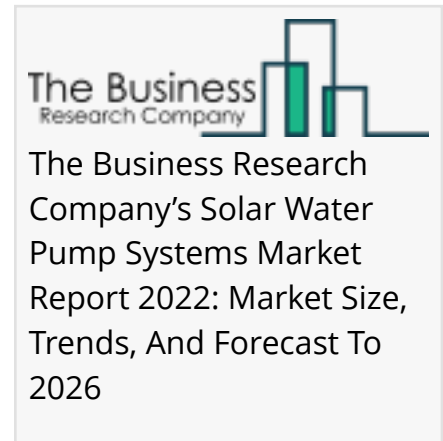 The Business
Research Company
The Business Research
Company’s Solar Water
Pump Systems Market
Report 2022: Market Size,
Trends, And Forecast To
2026